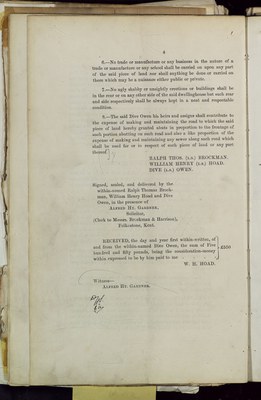 4
6.—No trade or manufacture or any business in the nature of a
trade or manufacture or any school shall be carried on upon any part
of the said piece of land nor shall anything be done or carried on
there which may be a nuisance either public or private.
7.—No ugly shabby or unsightly erections or buildings shall be
in the rear or on any other side of the said dwellinghouse but such rear
and side respectively shall be always kept in a neat and respectable
condition.
8.—The said Dive Owen his heirs and assigns shall contribute to
the expense of making and maintaining the road to which the said
piece of land hereby granted abuts in proportion to the frontage of
such portion abutting on such road and also a like proportion of the
expense of making and maintaining any sewer along such road which
shall be used for or in respect of such piece of land or any part
thereof
RALPH THOS. (L.S.) BROCKMAN.
WILLIAM HENRY (L.S.) HOAD.
DIVE (L.S.) OWEN.
Signed, sealed, and delivered by the
within-named Ralph Thomas Brock-
man, William Henry Hoad and Dive
Owen, in the presence of
ALFRED HY. GARDNER,
Solicitor,
(Clerk to Messrs. Brockman & Harrison),
Folkestone, Kent.
RECEIVED, the day and year first within-written, of
and from the within-named Dive Owen, the sum of Five
hundred and fifty pounds, being the consideration-money
within expressed to be by him paid to me
£550
W. H. HOAD.
Witness—
ALFRED HY. GARDNER.